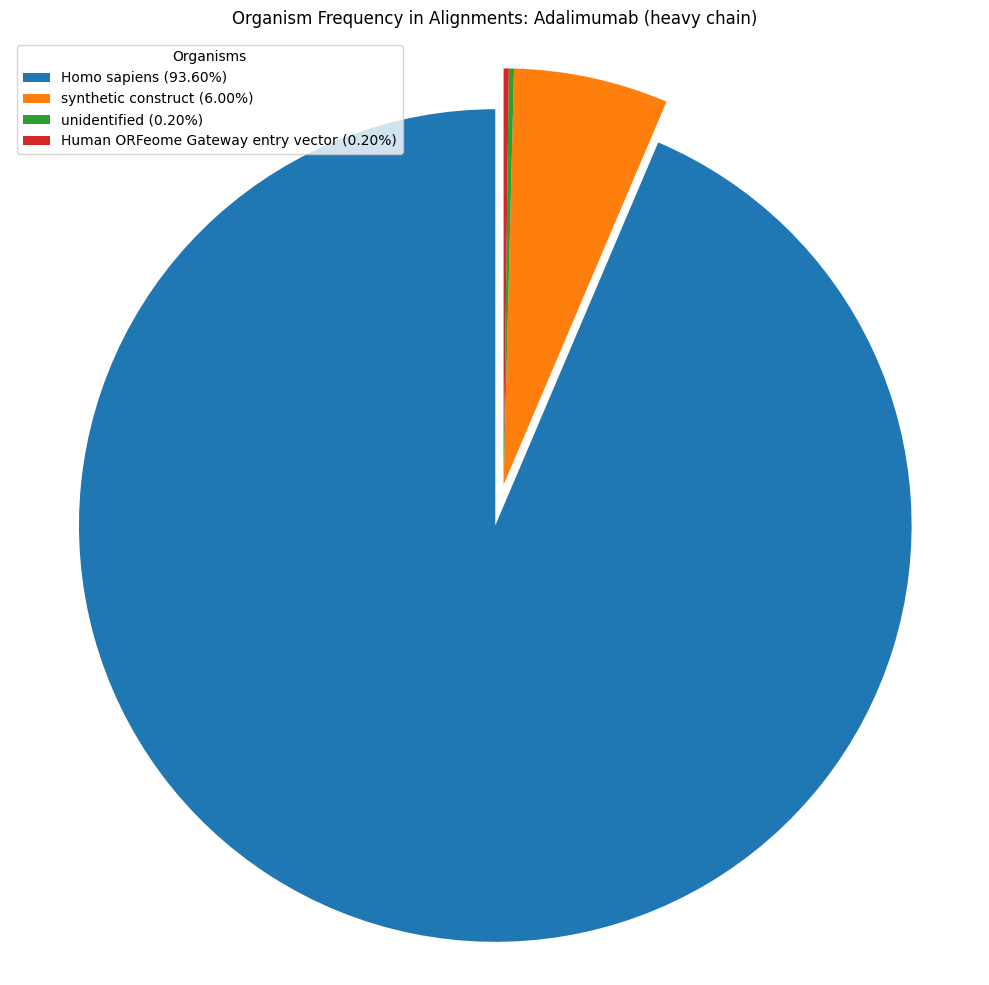 Organism Frequency in Alignments: Adalimumab (heavy chain)
Organisms
Homo sapiens (93.60%)
synthetic construct (6.00%)
unidentified (0.20%)
Human ORFeome Gateway entry vector (0.20%)